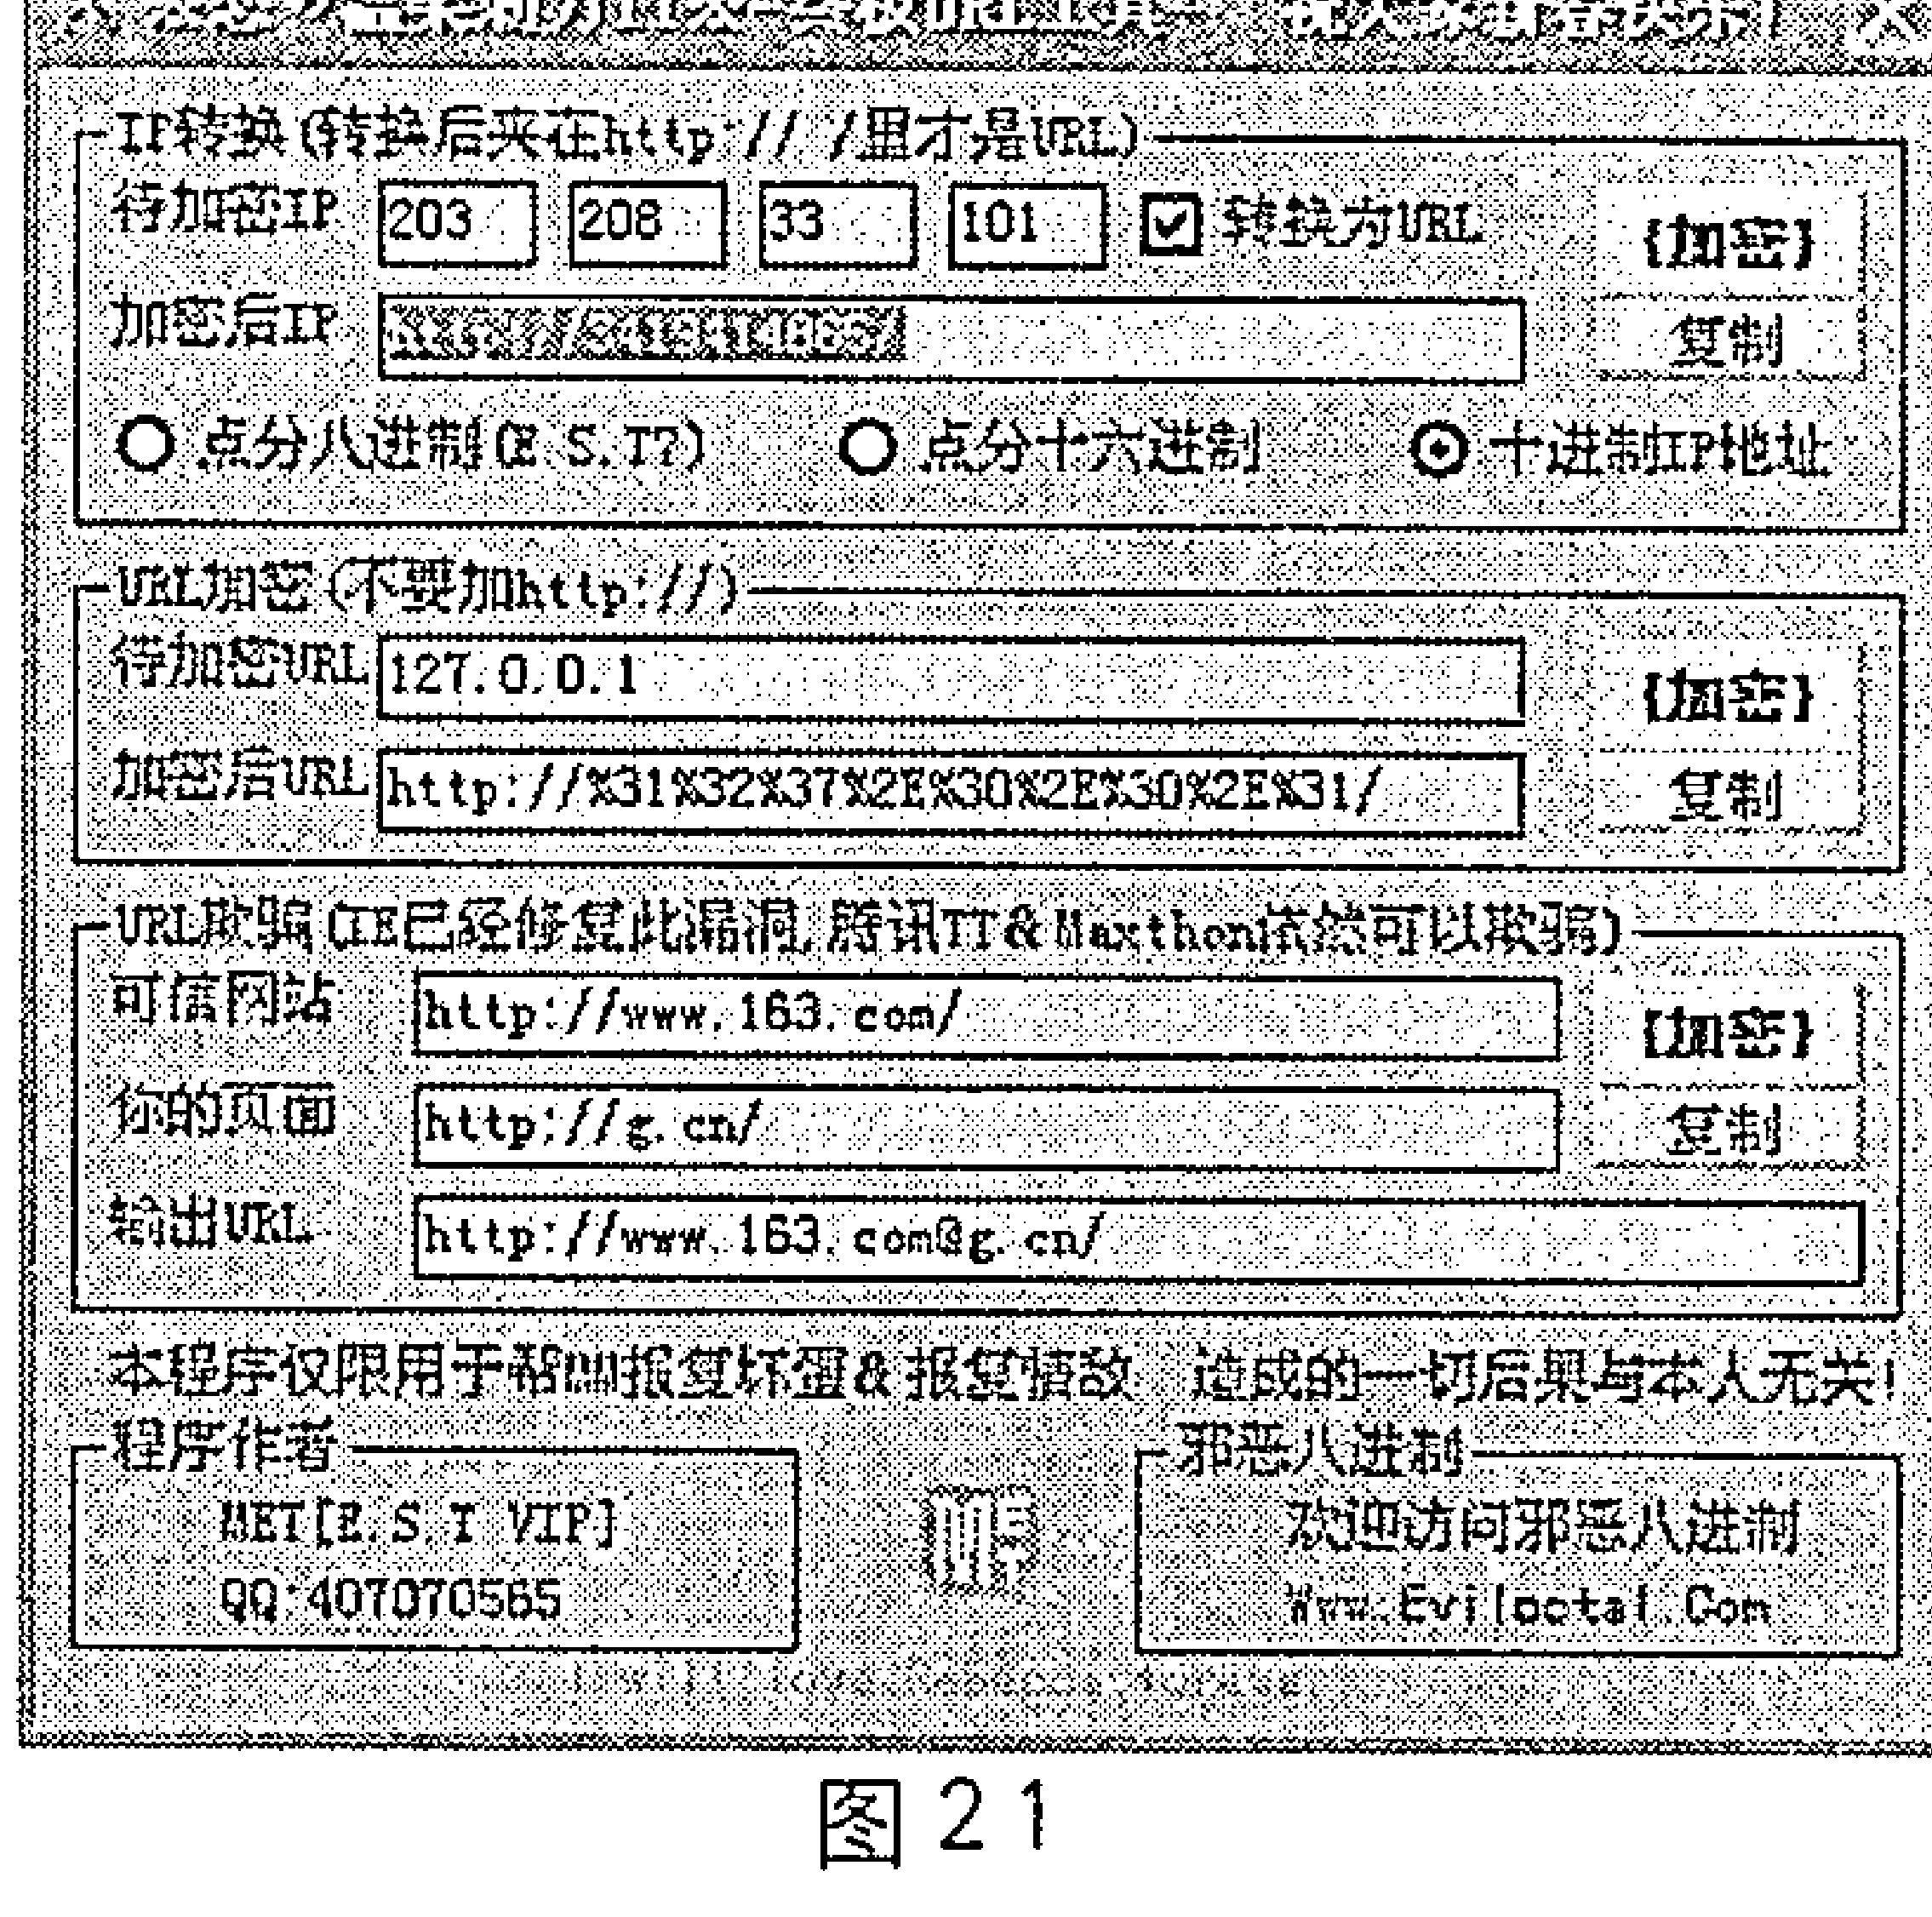 IP转换(转换后夹在http:// /里才是URL)
待加密IP 203 208 33 101 转换为URL {加密}
加密后IP 复制
点分八进制(E.S.T?) 点分十六进制 十进制IP地址
URL加密(不要加http://)
待加密URL 127.0.0.1 {加密}
加密后URL http://%31%32%37%2E%30%2E%30%2E%31/ 复制
URL欺骗(IE已经修复此漏洞,腾讯TT&Maxthon依然可以欺骗)
可信网站 http://www.163.com/ {加密}
你的页面 http://g.cn/ 复制
输出URL http://www.163.com@g.cn/
本程序仅限用于帮MM报复坏蛋&报复情敌 造成的一切后果与本人无关!
程序作者 邪恶八进制
MET[E.S.T VIP] 欢迎访问邪恶八进制
QQ:407070565 Www.Eviloctal.Com
图21